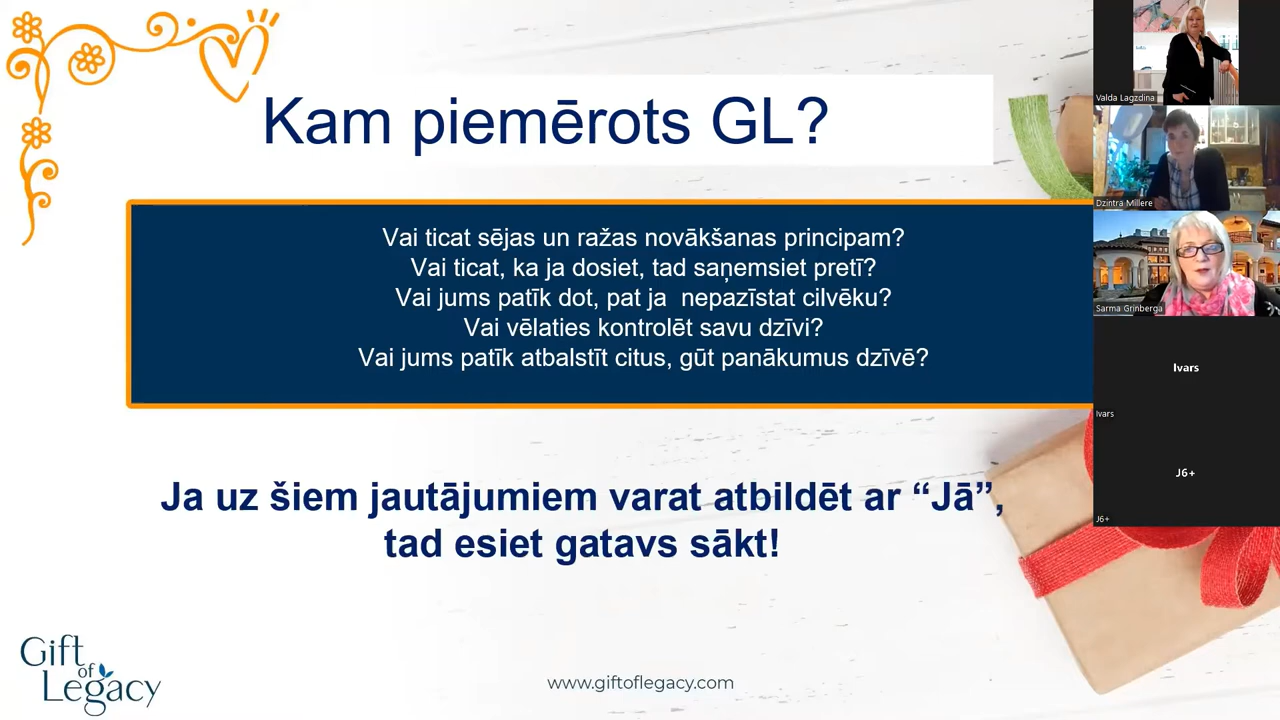 Kam piemērots GL?
Vai ticat sējas un ražas novākšanas principam?
Vai ticat, ka ja dosiet, tad saņemsiet pretī?
Vai jums patīk dot, pat ja  nepazīstat cilvēku?
Vai vēlaties kontrolēt savu dzīvi?
Vai jums patīk atbalstīt citus, gūt panākumus dzīvē?
Ja uz šiem jautājumiem varat atbildēt ar “Jā”,
tad esiet gatavs sākt!
Gift
of
Legacy
www.giftoflegacy.com
Valda Lagzdina
Dzintra Millere
Sarma Grinberga
Ivars
Ivars
J6+
J6+